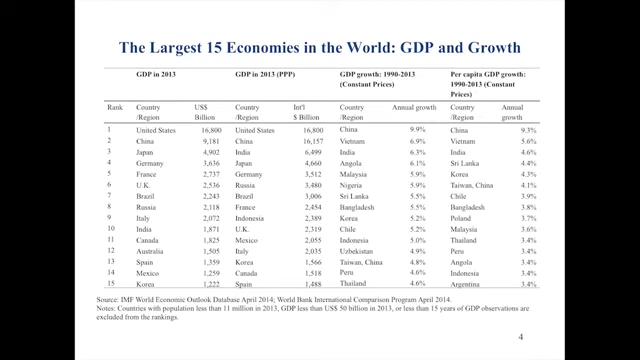 The Largest 15 Economies in the World: GDP and Growth
GDP in 2013 GDP in 2013 (PPP) GDP growth: 1990-2013 (Constant Prices) Per capita GDP growth: 1990-2013 (Constant Prices)
Rank Country /Region US$ Billion Country /Region Int'l $ Billion Country /Region Annual growth Country /Region Annual growth
1 United States 16,800 United States 16,800 China 9.9% China 9.3%
2 China 9,181 China 16,157 Vietnam 6.9% Vietnam 5.6%
3 Japan 4,902 India 6,499 India 6.3% India 4.6%
4 Germany 3,636 Japan 4,660 Angola 6.1% Sri Lanka 4.4%
5 France 2,737 Germany 3,512 Malaysia 5.9% Korea 4.3%
6 U.K. 2,536 Russia 3,480 Nigeria 5.9% Taiwan, China 4.1%
7 Brazil 2,243 Brazil 3,006 Sri Lanka 5.5% Chile 3.9%
8 Russia 2,118 France 2,454 Bangladesh 5.5% Bangladesh 3.8%
9 Italy 2,072 Indonesia 2,389 Korea 5.2% Poland 3.7%
10 India 1,871 U.K. 2,319 Chile 5.2% Malaysia 3.6%
11 Canada 1,825 Mexico 2,055 Indonesia 5.0% Thailand 3.4%
12 Australia 1,505 Italy 2,035 Uzbekistan 4.9% Peru 3.4%
13 Spain 1,359 Korea 1,566 Taiwan, China 4.8% Angola 3.4%
14 Mexico 1,259 Canada 1,518 Peru 4.6% Indonesia 3.4%
15 Korea 1,222 Spain 1,488 Thailand 4.6% Argentina 3.4%
Source: IMF World Economic Outlook Database April 2014; World Bank International Comparison Program April 2014.
Notes: Countries with population less than 11 million in 2013, GDP less than US$ 50 billion in 2013, or less than 15 years of GDP observations are
excluded from the rankings.
4